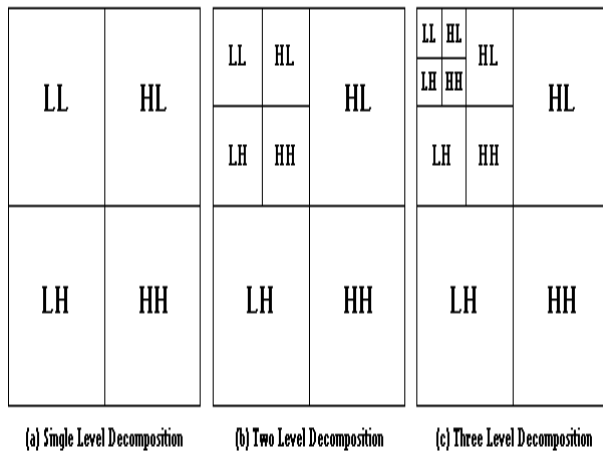 LL HL
LH HH
(a) Single Level Decomposition
LL HL
LH HH
HL
LH HH
(b) Two Level Decomposition
LL HL
LH HH
HL
LH HH
HL
LH HH
(c) Three Level Decomposition